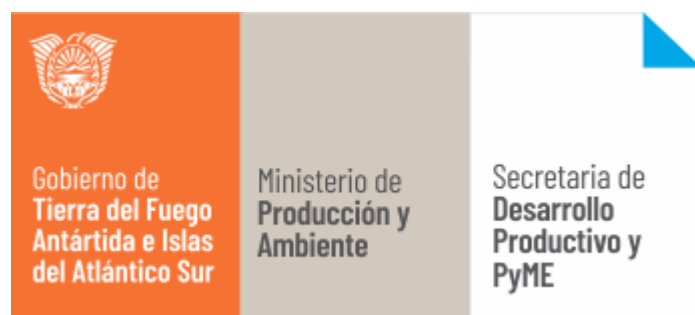 Gobierno de
Tierra del Fuego
Antártida e Islas
del Atlántico Sur
Ministerio de
Producción y
Ambiente
Secretaria de
Desarrollo
Productivo y
PyME